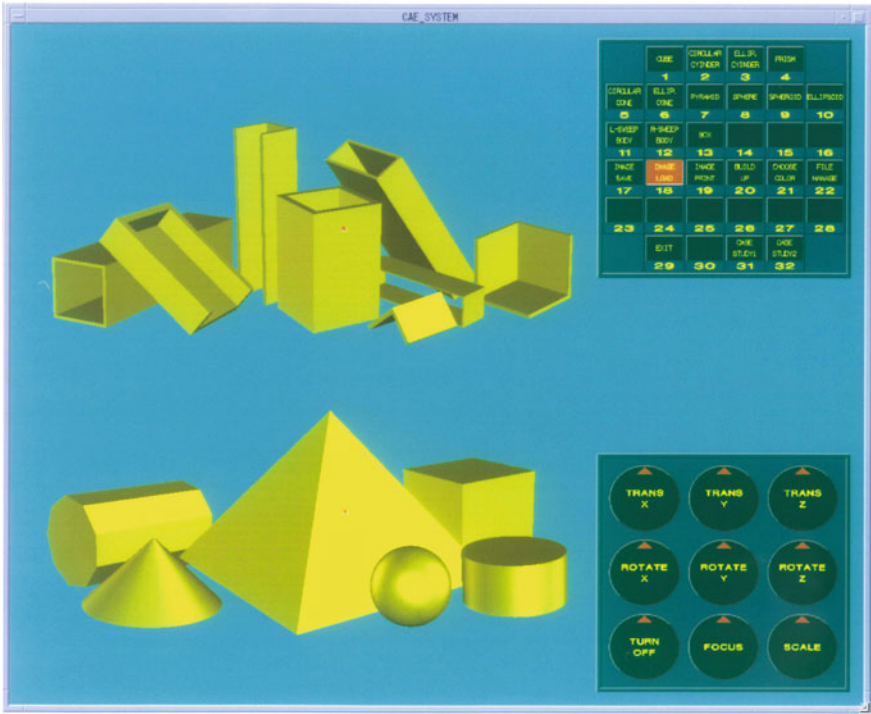 CAE_SYSTEM
CUBE
1
CIRCULAR
CYINDER
2
ELLIP.
CYINDER
3
PRISM
4
CIRCULAR
CONE
5
ELLIP.
CONE
6
PYRAMID
7
SPHERE
8
SPHEROID
9
ELLIPSOID
10
L-SWEEP
BODY
11
R-SWEEP
BODY
12
BOX
13
14
15
16
IMAGE
SAVE
17
IMAGE
LOAD
18
IMAGE
PRINT
19
BUILD
UP
20
CHOOSE
COLOR
21
FILE
MANAGE
22
23
24
25
26
27
28
EXIT
29
30
CASE
STUDY1
31
CASE
STUDY2
32
TRANS
X
TRANS
Y
TRANS
Z
ROTATE
X
ROTATE
Y
ROTATE
Z
TURN
OFF
FOCUS
SCALE